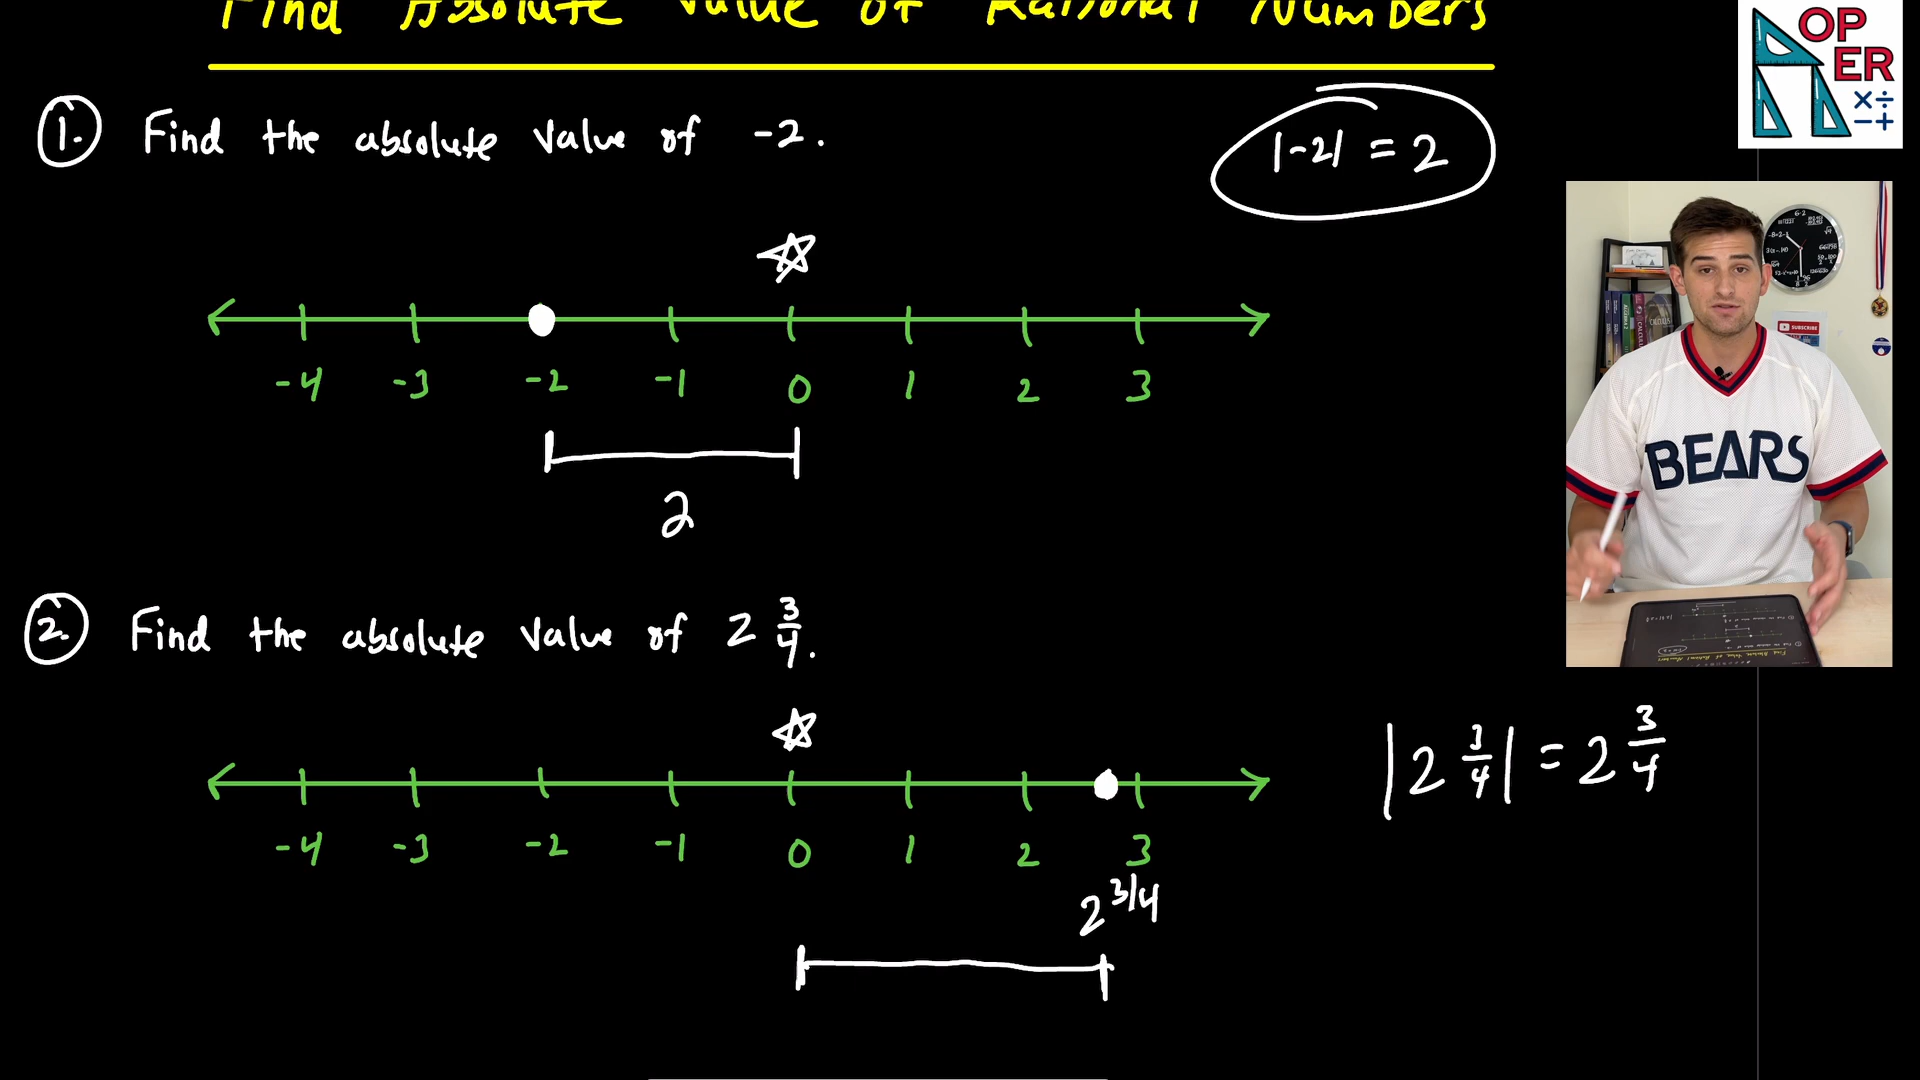 Find Absolute Value of Rational Numbers
OP
ER
×÷
−+
1. Find the absolute value of -2.
|-2| = 2
-4 -3 -2 -1 0 1 2 3
2
BEARS
SUBSCRIBE
2. Find the absolute value of 2 3/4.
|2 3/4| = 2 3/4
-4 -3 -2 -1 0 1 2 3
2 3/4